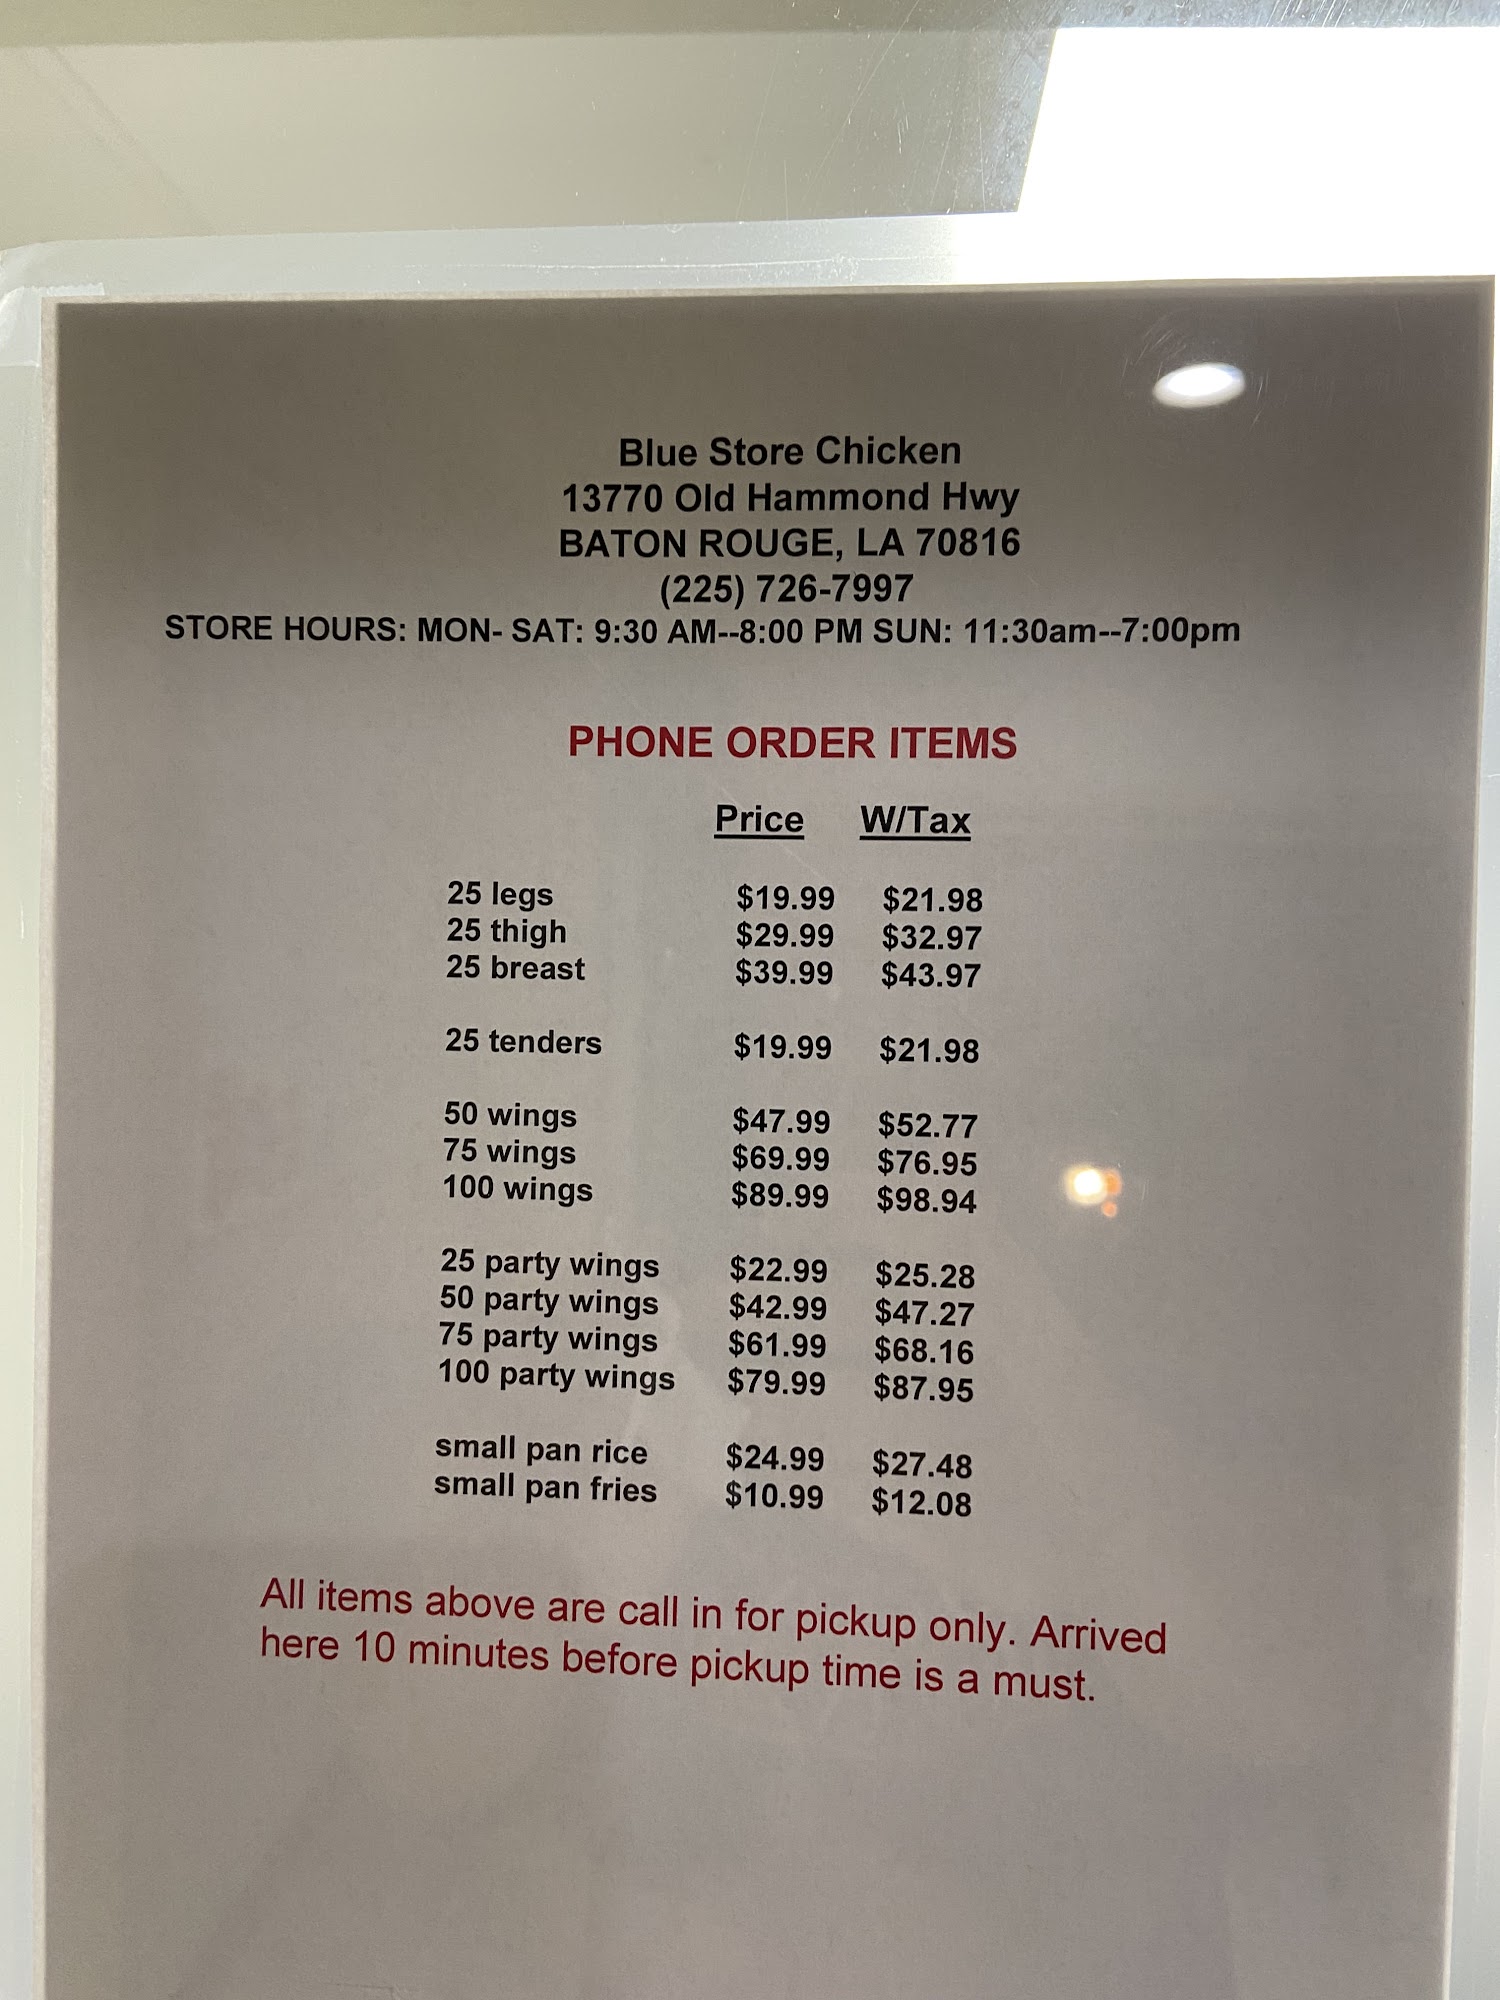 Blue Store Chicken
13770 Old Hammond Hwy
BATON ROUGE, LA 70816
(225) 726-7997
STORE HOURS: MON- SAT: 9:30 AM--8:00 PM SUN: 11:30am--7:00pm
PHONE ORDER ITEMS
Price W/Tax
25 legs $19.99 $21.98
25 thigh $29.99 $32.97
25 breast $39.99 $43.97
25 tenders $19.99 $21.98
50 wings $47.99 $52.77
75 wings $69.99 $76.95
100 wings $89.99 $98.94
25 party wings $22.99 $25.28
50 party wings $42.99 $47.27
75 party wings $61.99 $68.16
100 party wings $79.99 $87.95
small pan rice $24.99 $27.48
small pan fries $10.99 $12.08
All items above are call in for pickup only. Arrived
here 10 minutes before pickup time is a must.